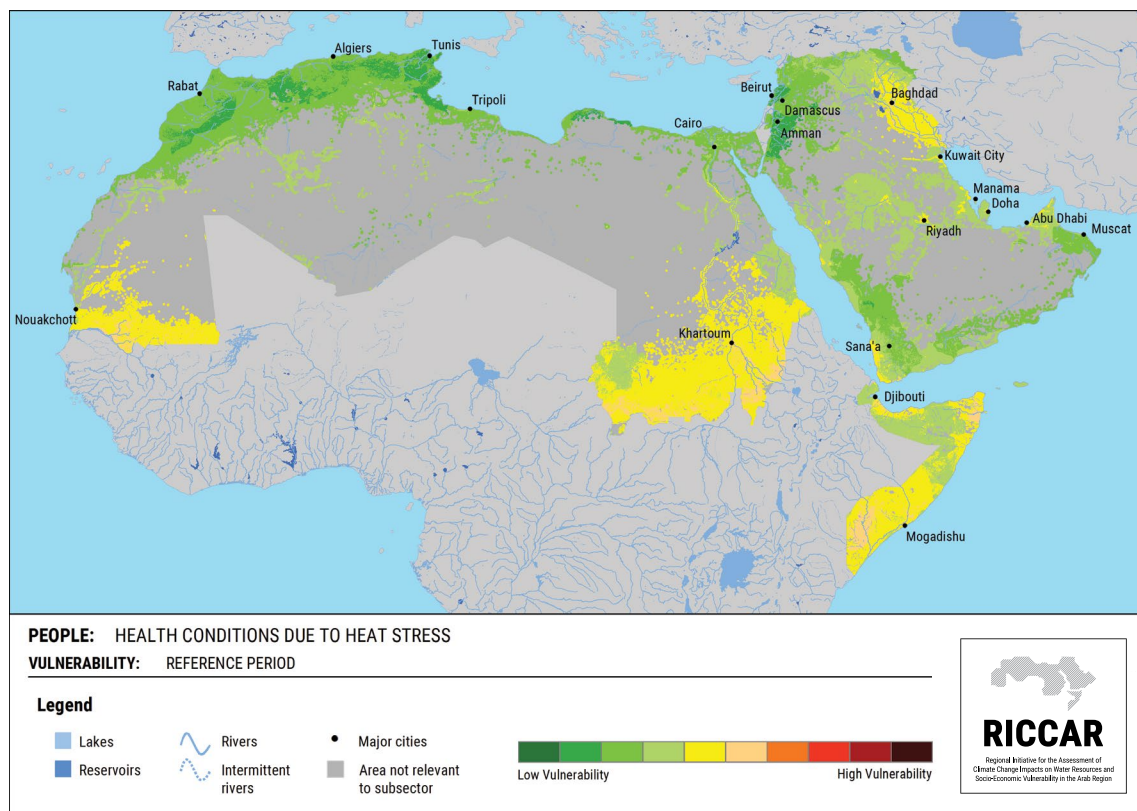 Algiers
Tunis
Rabat
Tripoli
Beirut
Damascus
Baghdad
Cairo
Amman
Kuwait City
Manama
Doha
Abu Dhabi
Riyadh
Muscat
Nouakchott
Khartoum
Sana'a
Djibouti
Mogadishu
PEOPLE: HEALTH CONDITIONS DUE TO HEAT STRESS
VULNERABILITY: REFERENCE PERIOD
Legend
Lakes
Reservoirs
Rivers
Intermittent
rivers
Major cities
Area not relevant
to subsector
Low Vulnerability
High Vulnerability
RICCAR
Regional Initiative for the Assessment of
Climate Change Impacts on Water Resources and
Socio-Economic Vulnerability in the Arab Region